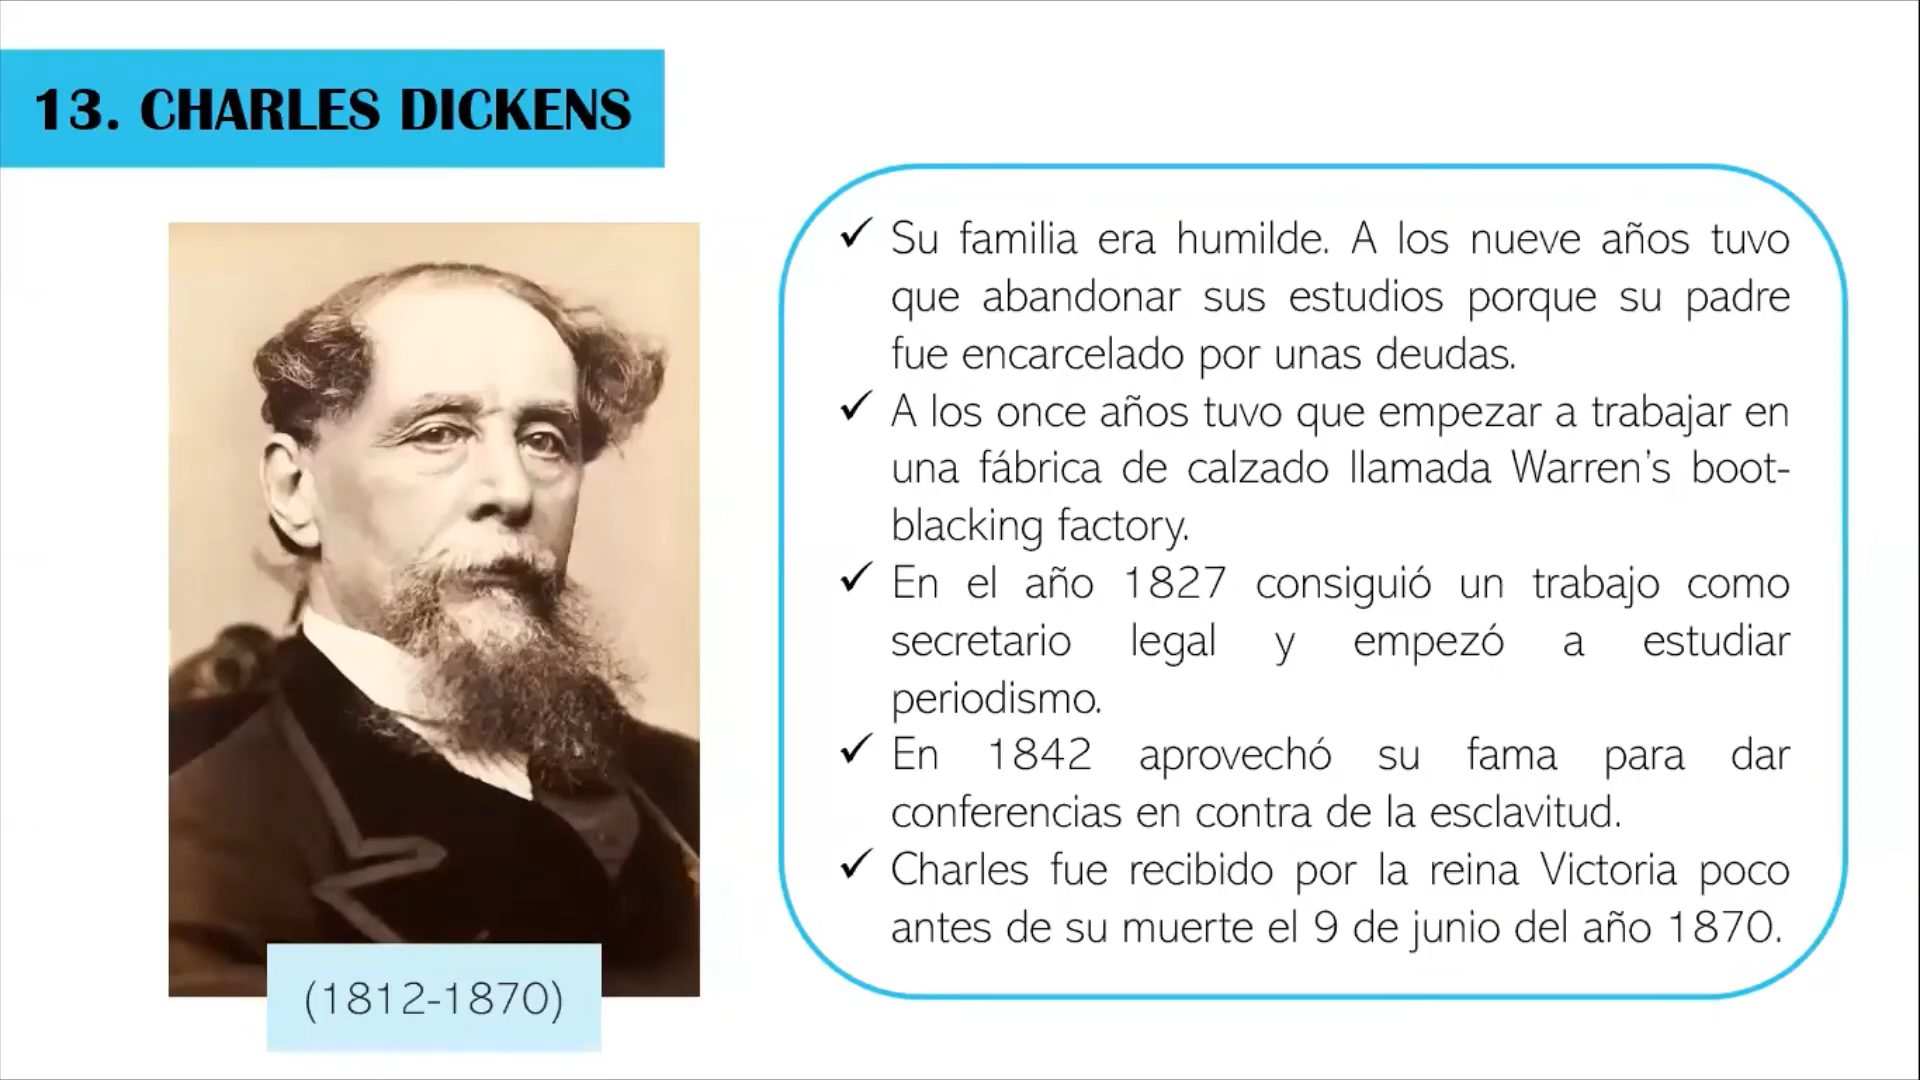 13. CHARLES DICKENS
✓ Su familia era humilde. A los nueve años tuvo
que abandonar sus estudios porque su padre
fue encarcelado por unas deudas.
✓ A los once años tuvo que empezar a trabajar en
una fábrica de calzado llamada Warren's boot-
blacking factory.
✓ En el año 1827 consiguió un trabajo como
secretario legal y empezó a estudiar
periodismo.
✓ En 1842 aprovechó su fama para dar
conferencias en contra de la esclavitud.
✓ Charles fue recibido por la reina Victoria poco
antes de su muerte el 9 de junio del año 1870.
(1812-1870)